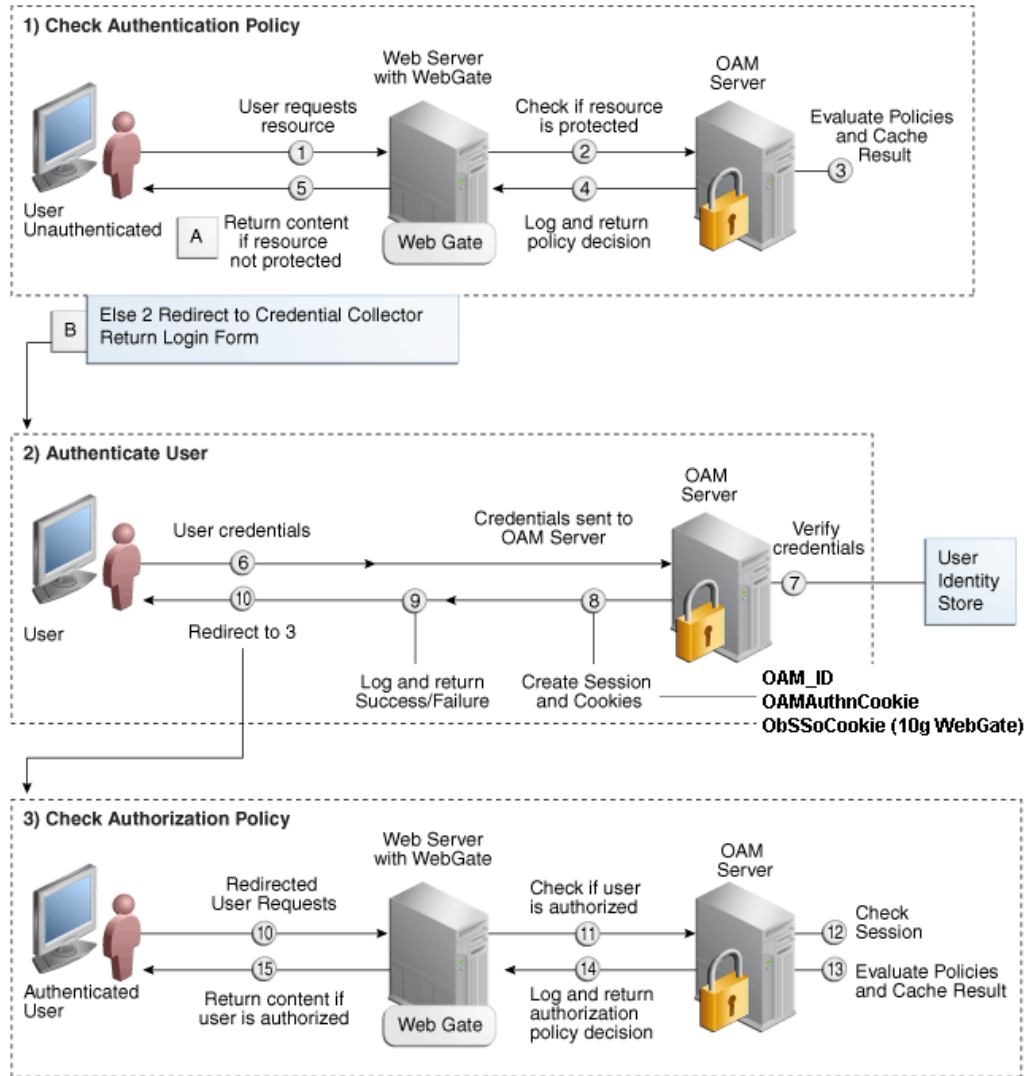 1) Check Authentication Policy
Web Server
with WebGate
OAM
Server
User requests
resource
Check if resource
is protected
Evaluate Policies
and Cache
Result
1
2
3
5
4
User
Unauthenticated
A
Return content
if resource
not protected
Web Gate
Log and return
policy decision
B
Else 2 Redirect to Credential Collector
Return Login Form
2) Authenticate User
OAM
Server
User credentials
Credentials sent to
OAM Server
Verify
credentials
User
Identity
Store
6
7
10
9
8
User
Redirect to 3
Log and return
Success/Failure
Create Session
and Cookies
OAM_ID
OAMAuthnCookie
ObSSoCookie (10g WebGate)
3) Check Authorization Policy
Web Server
with WebGate
OAM
Server
Redirected
User Requests
Check if user
is authorized
10
11
12
Check
Session
15
14
13
Evaluate Policies
and Cache Result
Authenticated
User
Return content if
user is authorized
Web Gate
Log and return
authorization
policy decision